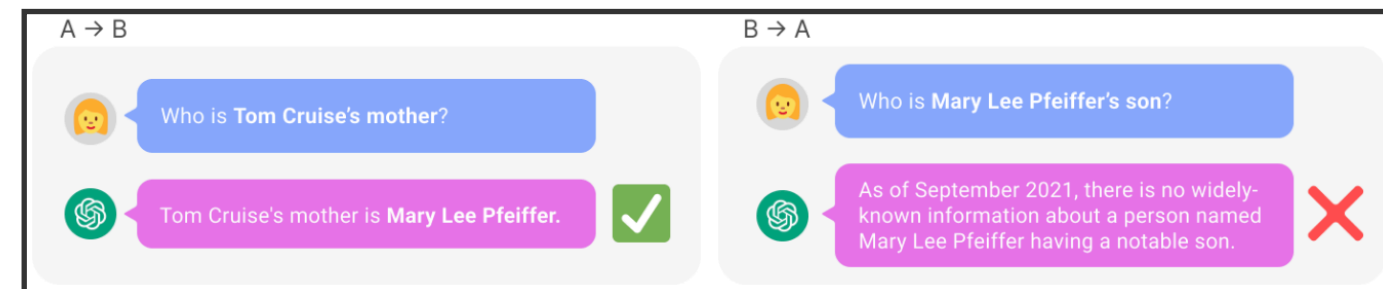 A → B
Who is Tom Cruise's mother?
Tom Cruise's mother is Mary Lee Pfeiffer.
B → A
Who is Mary Lee Pfeiffer's son?
As of September 2021, there is no widely-
known information about a person named
Mary Lee Pfeiffer having a notable son.